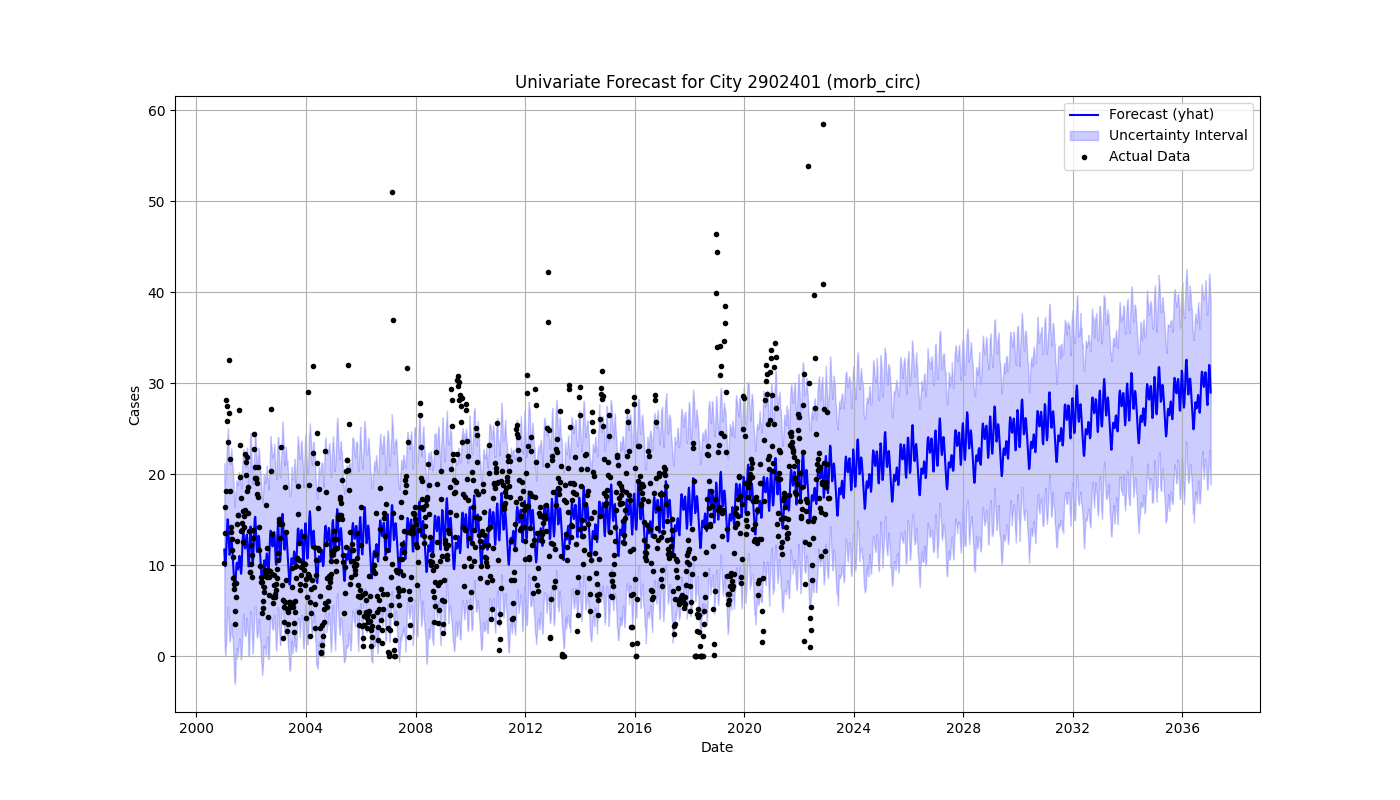 Univariate Forecast for City 2902401 (morb_circ)
Forecast (yhat)
Uncertainty Interval
Actual Data
Cases
60
50
40
30
20
10
0
2000 2004 2008 2012 2016 2020 2024 2028 2032 2036
Date